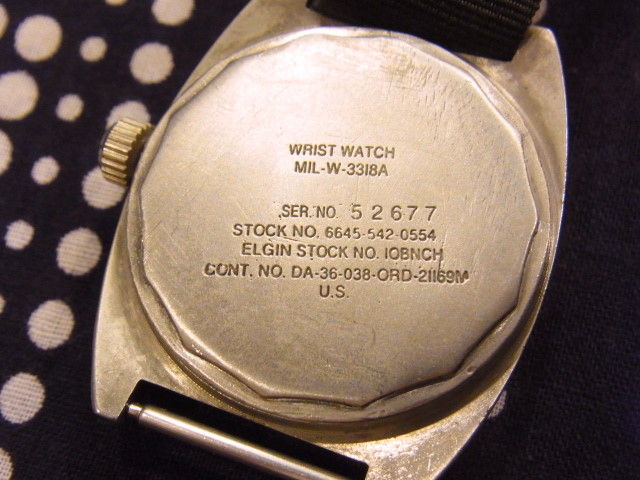 WRIST WATCH
MIL-W-3318A
SER. NO. 52677
STOCK NO. 6645-542-0554
ELGIN STOCK NO. 10BNCH
CONT. NO. DA-36-038-ORD-21169M
U.S.